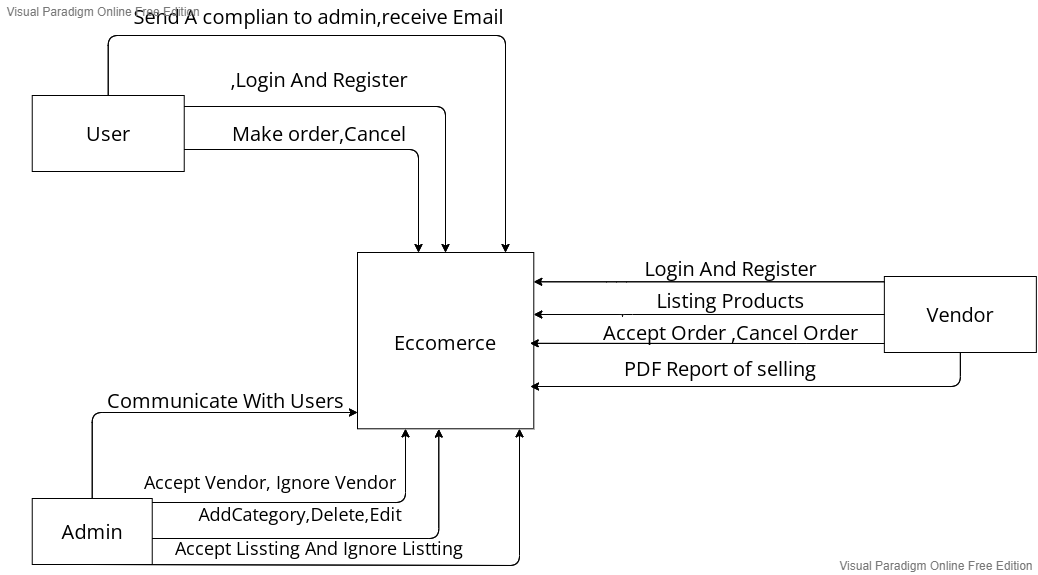 Visual Paradigm Online Free Edition
Send A complian to admin,receive Email
,Login And Register
User
Make order,Cancel
Login And Register
Listing Products
Vendor
Accept Order ,Cancel Order
Eccomerce
PDF Report of selling
Communicate With Users
Accept Vendor, Ignore Vendor
AddCategory,Delete,Edit
Admin
Accept Lissting And Ignore Listting
Visual Paradigm Online Free Edition